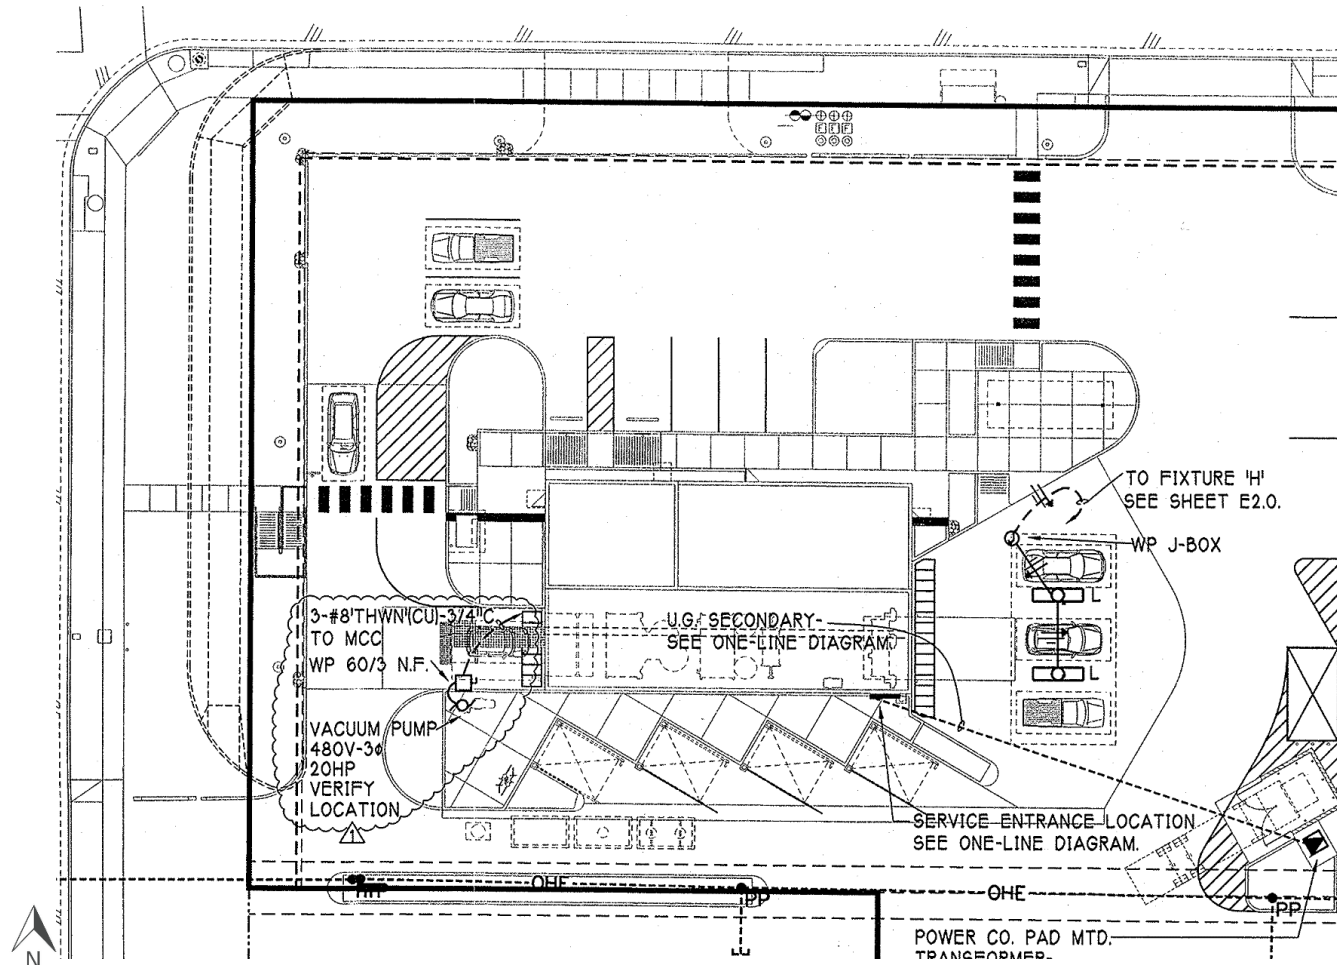 TO FIXTURE 'H'
SEE SHEET E2.0.
WP J-BOX
L
L
3-#8'THWN'(CU)-3/4"C
TO MCC
WP 60/3 N.F.
U.G. SECONDARY-
SEE ONE-LINE DIAGRAM.
VACUUM PUMP
480V-3ø
20HP
VERIFY
LOCATION
1
SERVICE ENTRANCE LOCATION
SEE ONE-LINE DIAGRAM.
OHE
PP
OHE
PP
POWER CO. PAD MTD.
TRANSFORMER-
N